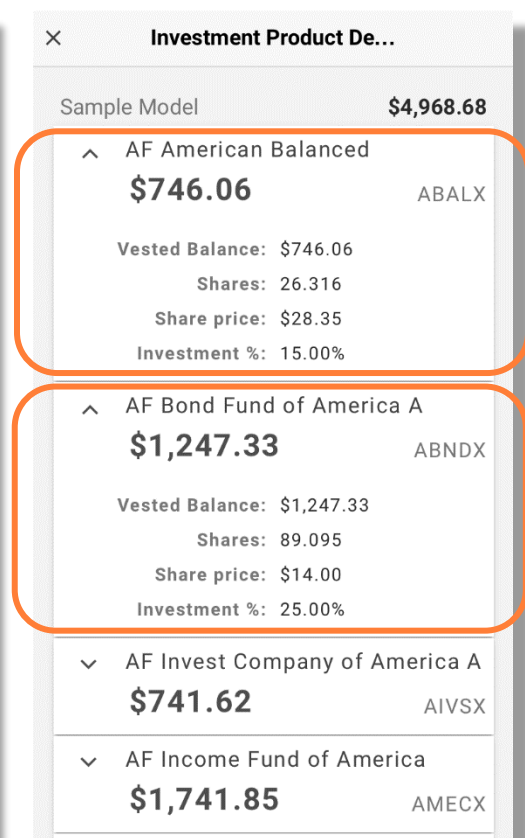 Investment Product De...
Sample Model $4,968.68
AF American Balanced
$746.06 ABALX
Vested Balance: $746.06
Shares: 26.316
Share price: $28.35
Investment %: 15.00%
AF Bond Fund of America A
$1,247.33 ABNDX
Vested Balance: $1,247.33
Shares: 89.095
Share price: $14.00
Investment %: 25.00%
AF Invest Company of America A
$741.62 AIVSX
AF Income Fund of America
$1,741.85 AMECX